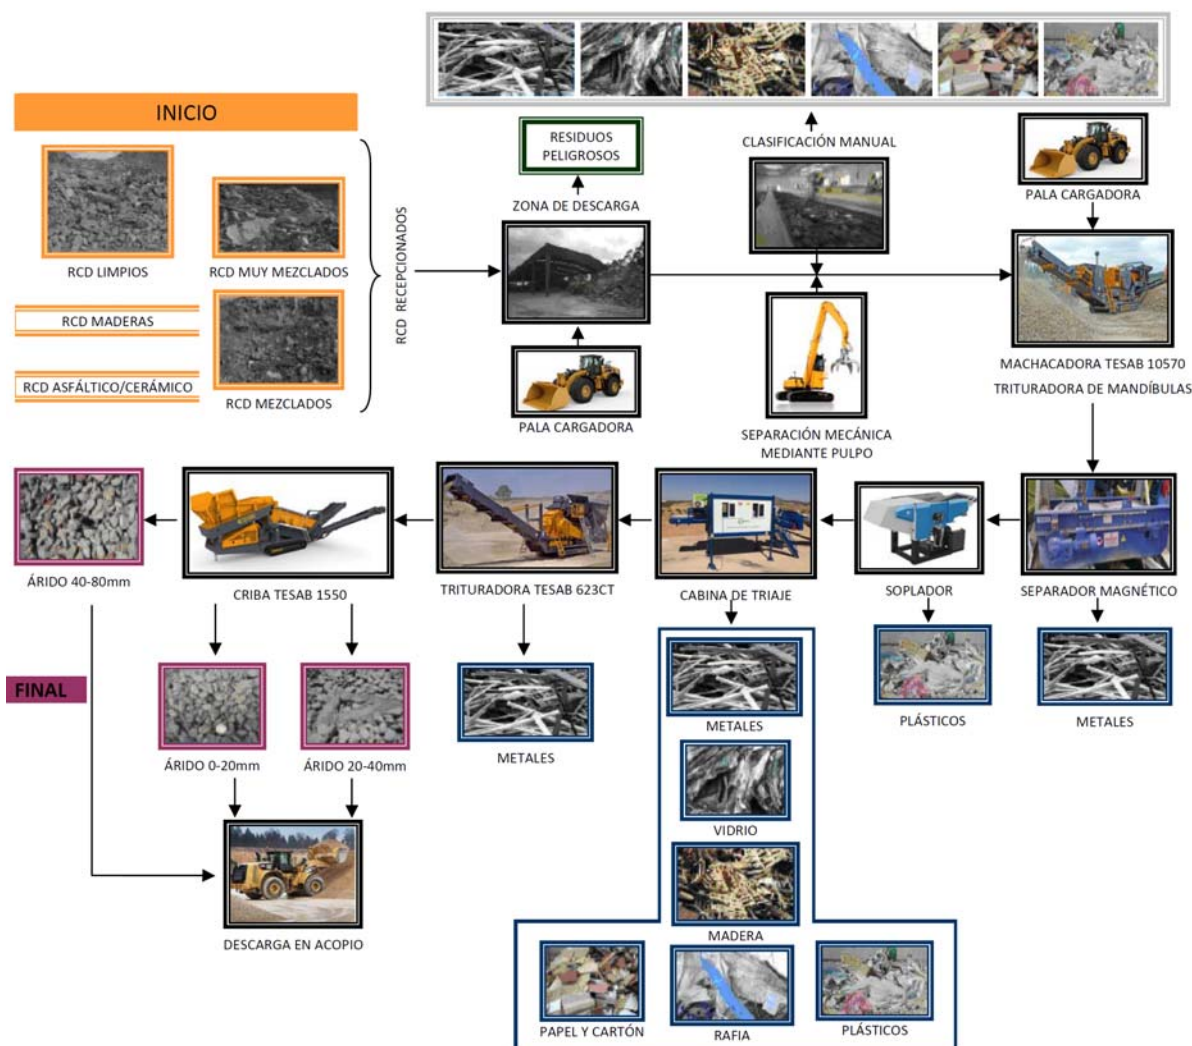 INICIO
RCD LIMPIOS
RCD MUY MEZCLADOS
RCD MADERAS
RCD ASFÁLTICO/CERÁMICO
RCD MEZCLADOS
RCD RECEPCIONADOS
RESIDUOS
PELIGROSOS
ZONA DE DESCARGA
PALA CARGADORA
CLASIFICACIÓN MANUAL
SEPARACIÓN MECÁNICA
MEDIANTE PULPO
PALA CARGADORA
MACHACADORA TESAB 10570
TRITURADORA DE MANDÍBULAS
SEPARADOR MAGNÉTICO
METALES
SOPLADOR
PLÁSTICOS
CABINA DE TRIAJE
METALES
VIDRIO
MADERA
PAPEL Y CARTÓN
RAFIA
PLÁSTICOS
TRITURADORA TESAB 623CT
METALES
CRIBA TESAB 1550
ÁRIDO 40-80mm
FINAL
ÁRIDO 0-20mm
ÁRIDO 20-40mm
DESCARGA EN ACOPIO